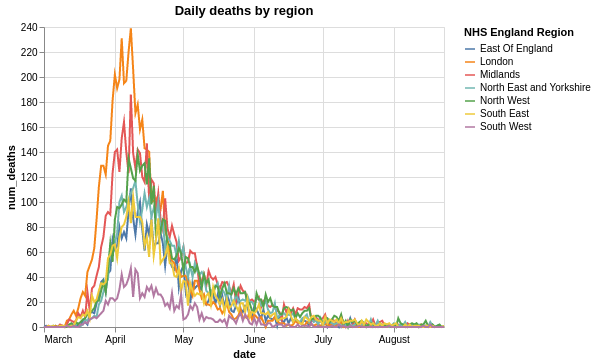 Daily deaths by region
NHS England Region
East Of England
London
Midlands
North East and Yorkshire
North West
South East
South West
num_deaths
240
220
200
180
160
140
120
100
80
60
40
20
0
March April May June July August
date